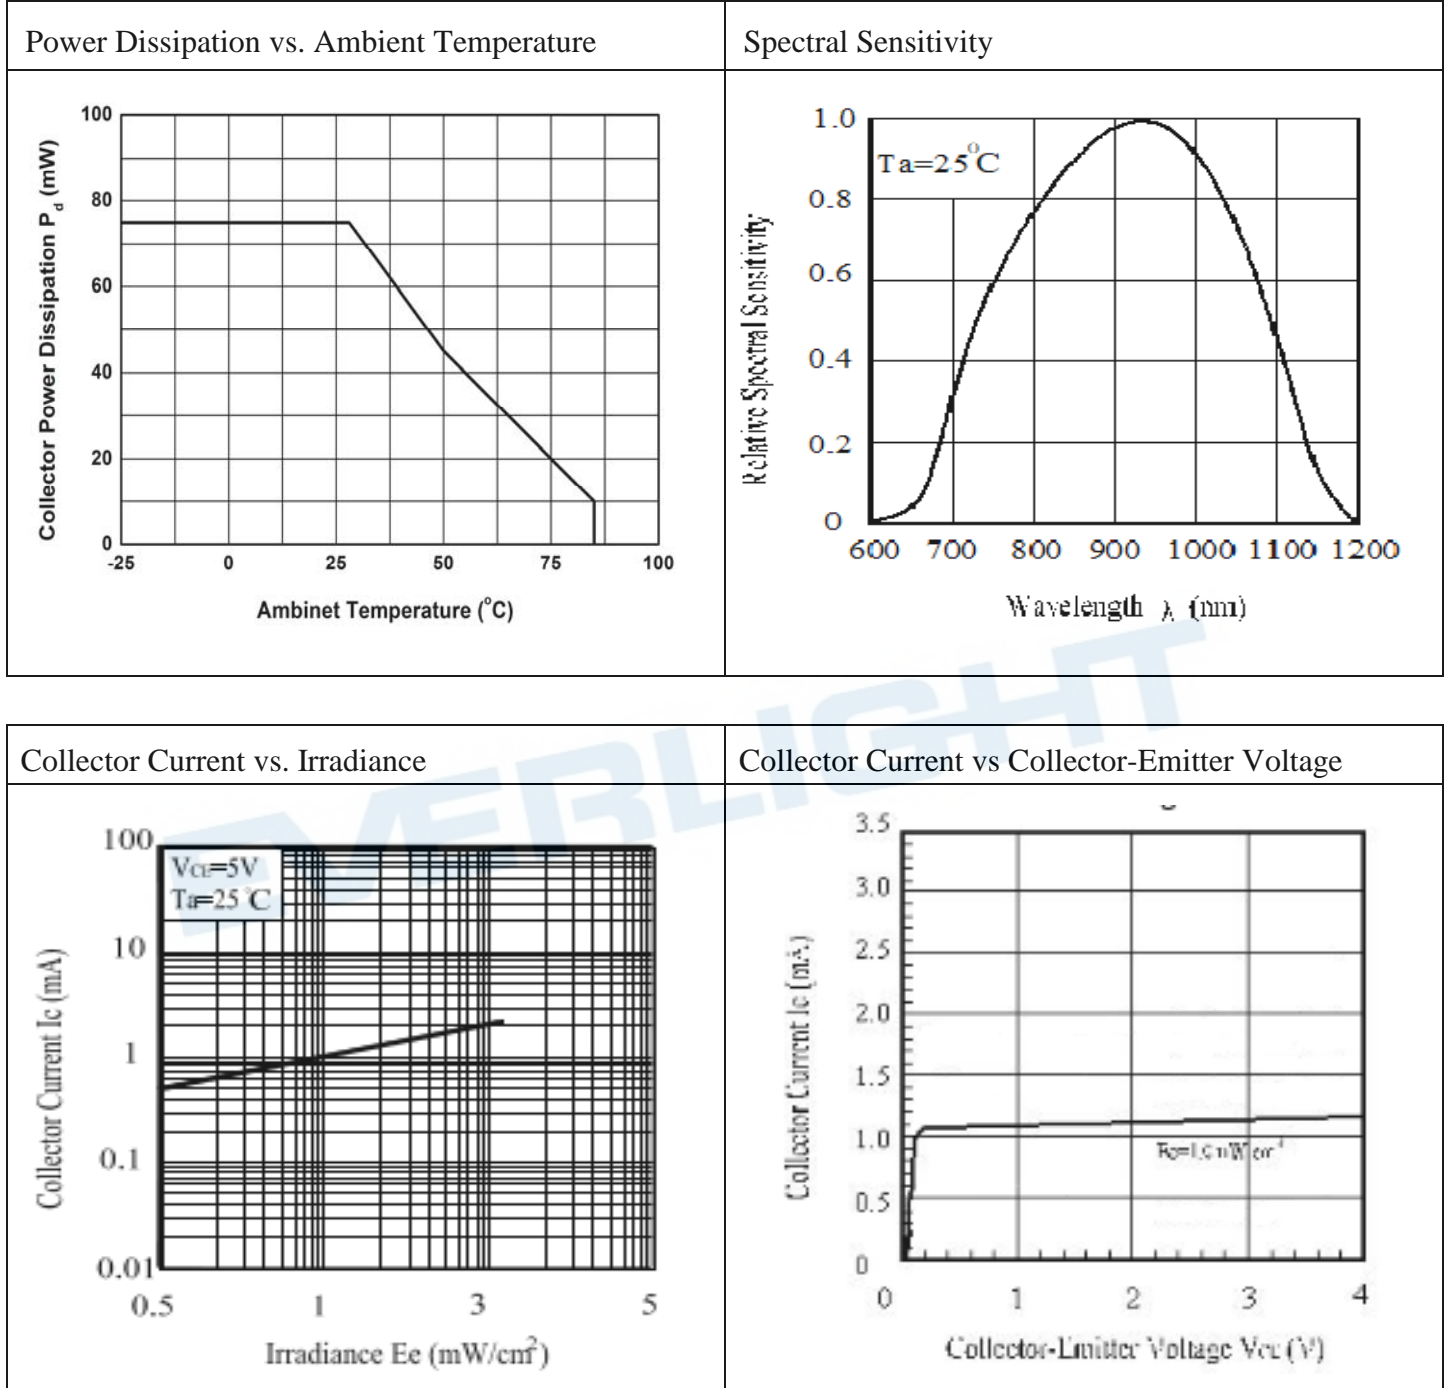 Power Dissipation vs. Ambient Temperature
Spectral Sensitivity
100
80
60
40
20
0
-25 0 25 50 75 100
Collector Power Dissipation Pd (mW)
Ambinet Temperature (°C)
1.0
0.8
0.6
0.4
0.2
0
600 700 800 900 1000 1100 1200
Ta=25°C
Relative Spectral Sensitivity
Wavelength λ (nm)
EVERLIGHT
Collector Current vs. Irradiance
Collector Current vs Collector-Emitter Voltage
100
10
1
0.1
0.01
0.5 1 3 5
VCE=5V
Ta=25℃
Collector Current Ic (mA)
Irradiance Ee (mW/cm²)
3.5
3.0
2.5
2.0
1.5
1.0
0.5
0
0 1 2 3 4
Collector Current Ic (mA)
Collector-Emitter Voltage (V)